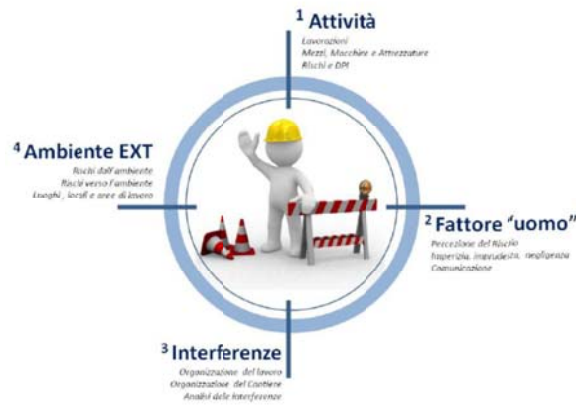 1 Attività
Lavorazioni
Mezzi, Macchine e Attrezzature
Rischi e DPI
4 Ambiente EXT
Rischi dall'ambiente
Rischi verso l'ambiente
Luoghi, locali e aree di lavoro
2 Fattore "uomo"
Percezione del Rischio
Imperizia, imprudenza, negligenza
Comunicazione
3 Interferenze
Organizzazione del lavoro
Organizzazione del Cantiere
Analisi dele Interferenze